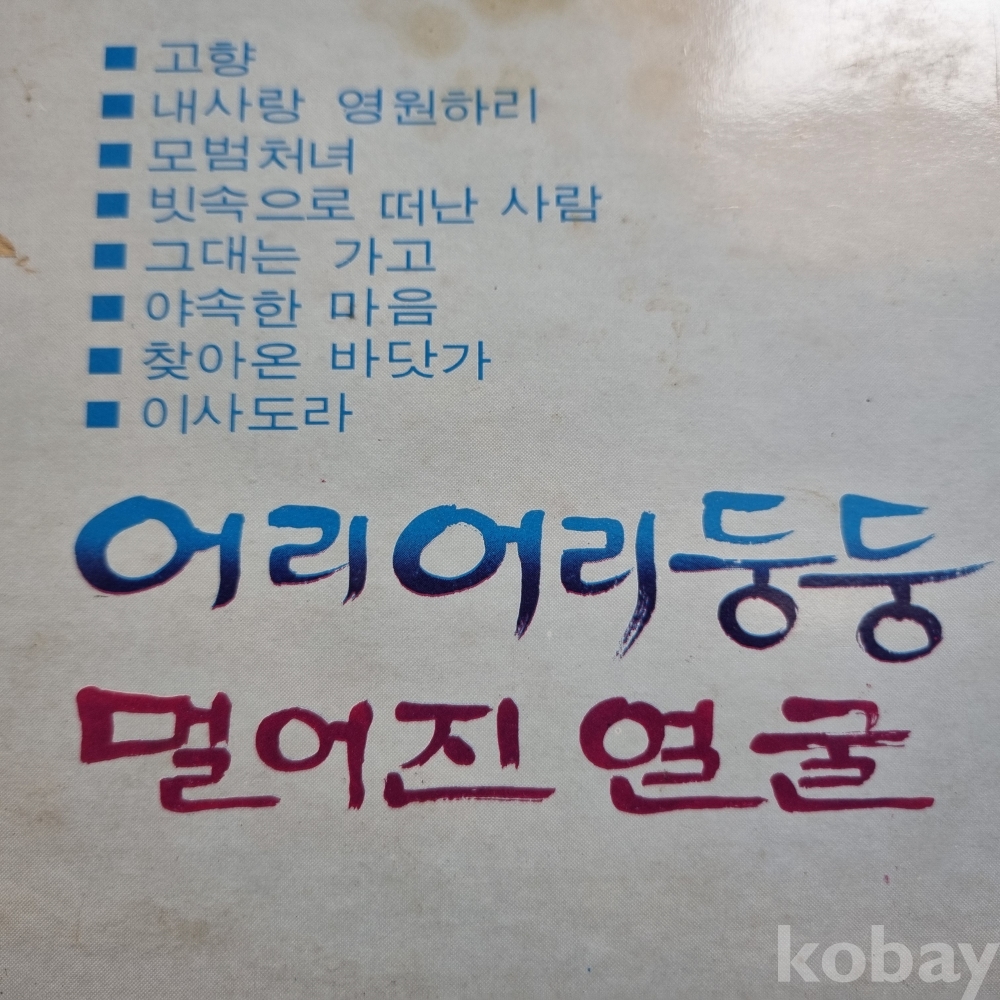 ■ 고향
■ 내사랑 영원하리
■ 모범처녀
■ 빗속으로 떠난 사람
■ 그대는 가고
■ 야속한 마음
■ 찾아온 바닷가
■ 이사도라
어리어리둥둥
멀어진 얼굴
kobay